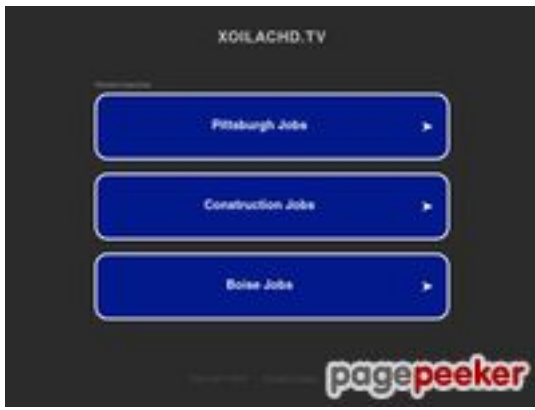 XOILACHD.TV
Pittsburgh Jobs
Construction Jobs
Boise Jobs
pagepeeker